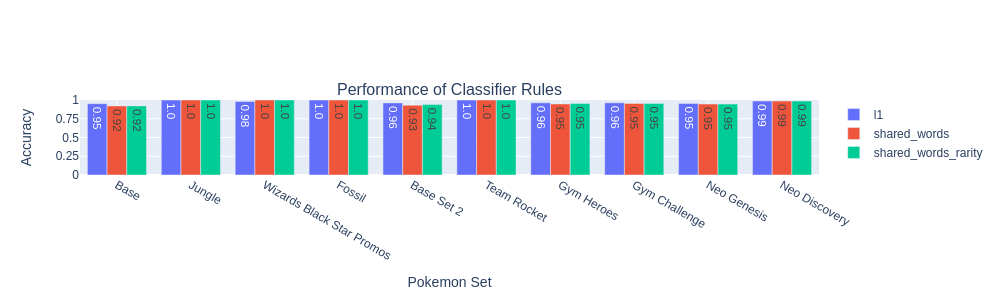 Performance of Classifier Rules
Accuracy
1
0.75
0.5
0.25
0
0.95 0.92 0.92
1.0 1.0 1.0
0.98 1.0 1.0
1.0 1.0 1.0
0.96 0.93 0.94
1.0 1.0 1.0
0.96 0.95 0.95
0.96 0.95 0.95
0.95 0.95 0.95
0.99 0.99 0.99
Base
Jungle
Wizards Black Star Promos
Fossil
Base Set 2
Team Rocket
Gym Heroes
Gym Challenge
Neo Genesis
Neo Discovery
Pokemon Set
l1
shared_words
shared_words_rarity